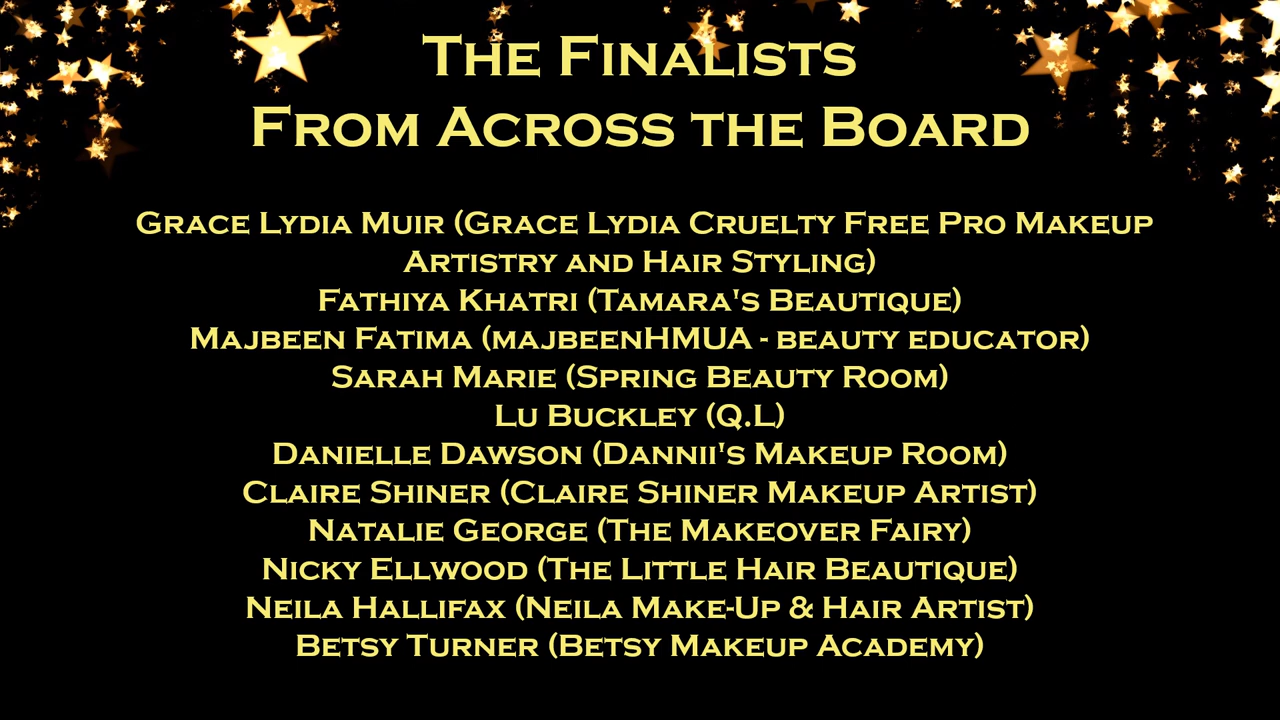 The Finalists
From Across the Board
Grace Lydia Muir (Grace Lydia Cruelty Free Pro Makeup
Artistry and Hair Styling)
Fathiya Khatri (Tamara's Beautique)
Majbeen Fatima (majbeenHMUA - beauty educator)
Sarah Marie (Spring Beauty Room)
Lu Buckley (Q.L)
Danielle Dawson (Dannii's Makeup Room)
Claire Shiner (Claire Shiner Makeup Artist)
Natalie George (The Makeover Fairy)
Nicky Ellwood (The Little Hair Beautique)
Neila Hallifax (Neila Make-Up & Hair Artist)
Betsy Turner (Betsy Makeup Academy)